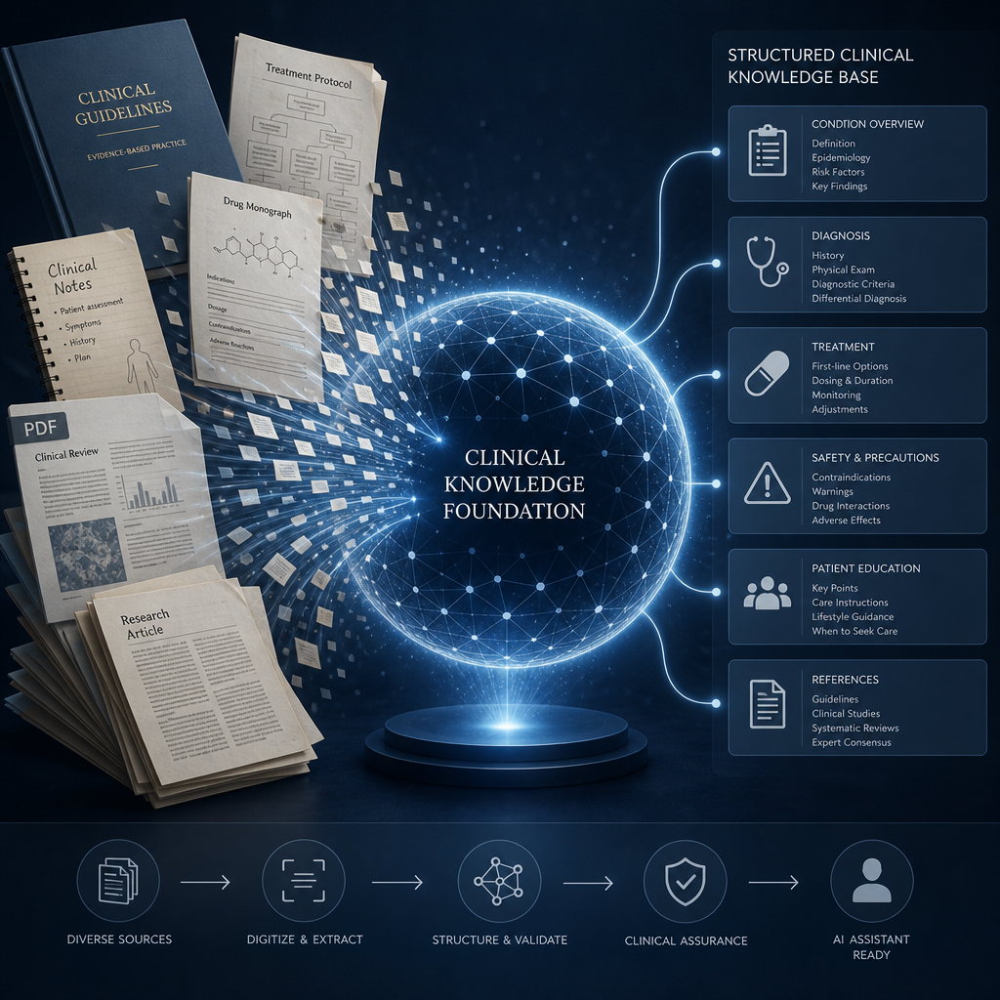 CLINICAL
GUIDELINES
EVIDENCE-BASED PRACTICE
Treatment Protocol
Drug Monograph
Indications
Dosage
Contraindications
Adverse Reactions
Clinical
Notes
• Patient assessment
• Symptoms
• History
• Plan
PDF
Clinical Review
Research
Article
CLINICAL
KNOWLEDGE
FOUNDATION
STRUCTURED CLINICAL
KNOWLEDGE BASE
CONDITION OVERVIEW
Definition
Epidemiology
Risk Factors
Key Findings
DIAGNOSIS
History
Physical Exam
Diagnostic Criteria
Differential Diagnosis
TREATMENT
First-line Options
Dosing & Duration
Monitoring
Adjustments
SAFETY & PRECAUTIONS
Contraindications
Warnings
Drug Interactions
Adverse Effects
PATIENT EDUCATION
Key Points
Care Instructions
Lifestyle Guidance
When to Seek Care
REFERENCES
Guidelines
Clinical Studies
Systematic Reviews
Expert Consensus
DIVERSE SOURCES
DIGITIZE & EXTRACT
STRUCTURE & VALIDATE
CLINICAL ASSURANCE
AI ASSISTANT
READY